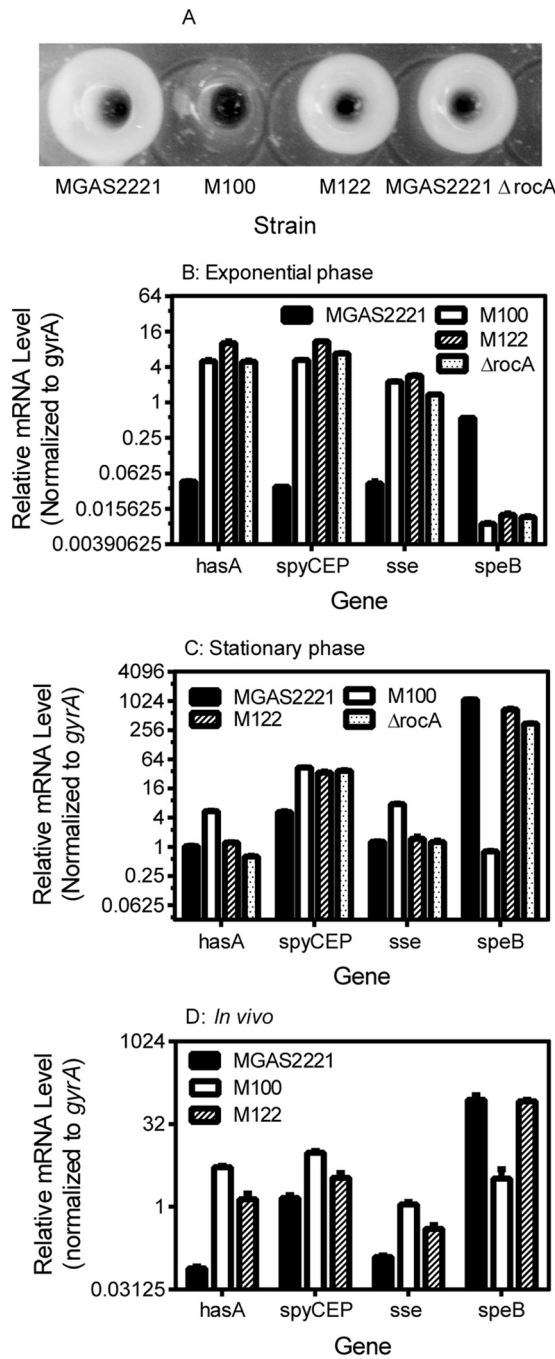 A
MGAS2221 M100 M122 MGAS2221 ΔrocA
Strain
B: Exponential phase
Relative mRNA Level
(Normalized to gyrA)
64
16
4
1
0.25
0.0625
0.015625
0.00390625
MGAS2221
M100
M122
ΔrocA
hasA spyCEP sse speB
Gene
C: Stationary phase
Relative mRNA Level
(Normalized to gyrA)
4096
1024
256
64
16
4
1
0.25
0.0625
MGAS2221 M100
M122 ΔrocA
hasA spyCEP sse speB
Gene
D: In vivo
Relative mRNA Level
(normalized to gyrA)
1024
32
1
0.03125
MGAS2221
M100
M122
hasA spyCEP sse speB
Gene